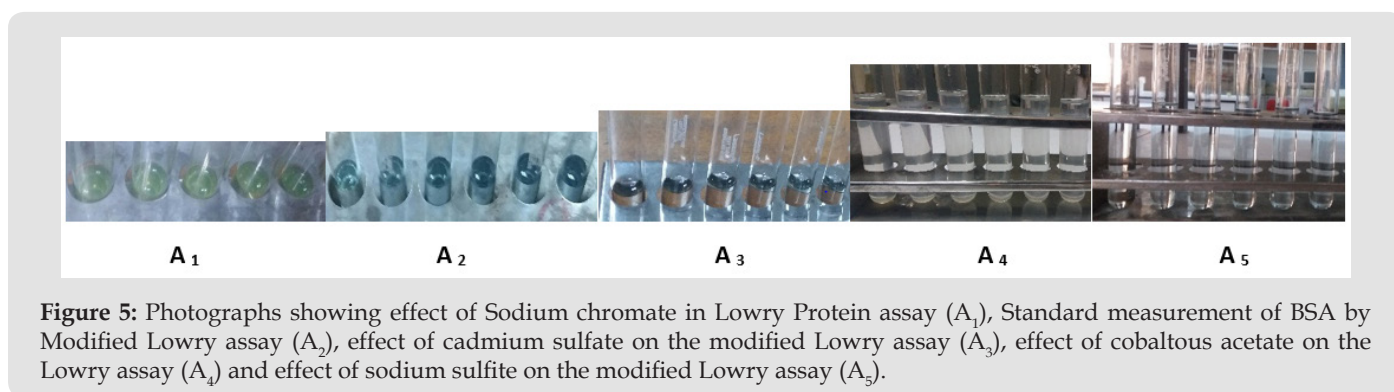 A₁ A₂ A₃ A₄ A₅
Figure 5: Photographs showing effect of Sodium chromate in Lowry Protein assay (A₁), Standard measurement of BSA by
Modified Lowry assay (A₂), effect of cadmium sulfate on the modified Lowry assay (A₃), effect of cobaltous acetate on the
Lowry assay (A₄) and effect of sodium sulfite on the modified Lowry assay (A₅).